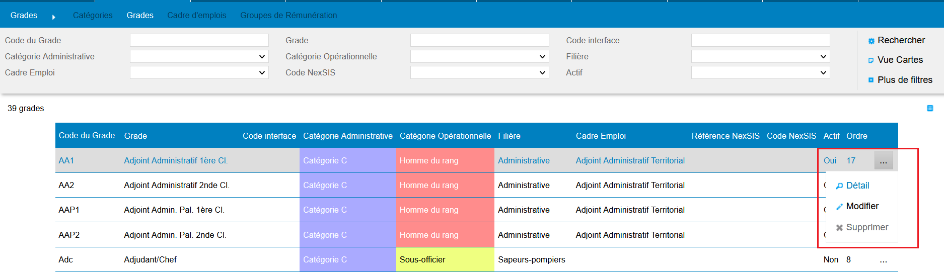 Grades Catégories Grades Cadre d'emplois Groupes de Rémunération
Code du Grade Grade Code interface Rechercher
Catégorie Administrative Catégorie Opérationnelle Filière Vue Cartes
Cadre Emploi Code NexSIS Actif Plus de filtres
39 grades
Code du Grade Grade Code interface Catégorie Administrative Catégorie Opérationnelle Filière Cadre Emploi Référence NexSIS Code NexSIS Actif Ordre
AA1 Adjoint Administratif 1ère Cl. Catégorie C Homme du rang Administrative Adjoint Administratif Territorial Oui 17 ...
AA2 Adjoint Administratif 2nde Cl. Catégorie C Homme du rang Administrative Adjoint Administratif Territorial Détail
AAP1 Adjoint Admin. Pal. 1ère Cl. Catégorie C Homme du rang Administrative Adjoint Administratif Territorial Modifier
AAP2 Adjoint Admin. Pal. 2nde Cl. Catégorie C Homme du rang Administrative Adjoint Administratif Territorial Supprimer
Adc Adjudant/Chef Catégorie C Sous-officier Sapeurs-pompiers Non 8 ...